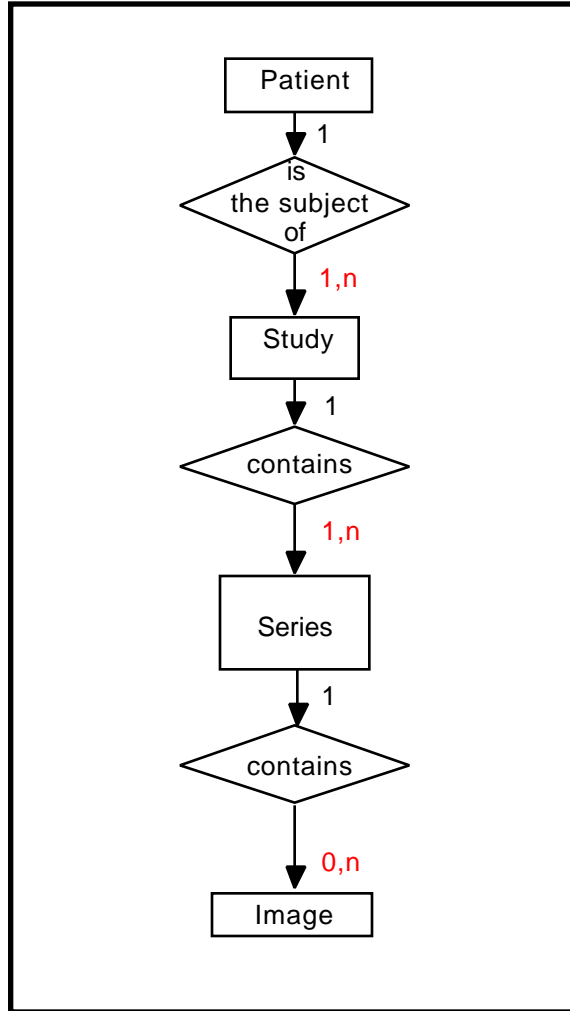 Patient
1
is
the subject
of
1,n
Study
1
contains
1,n
Series
1
contains
0,n
Image